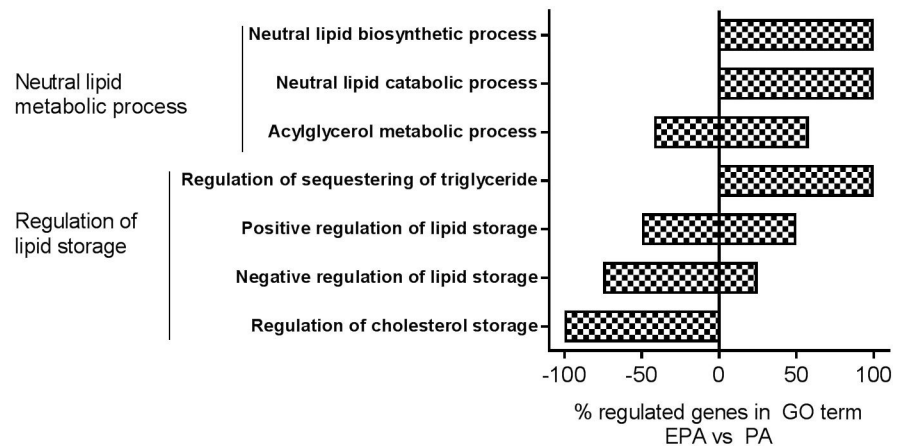 Neutral lipid
metabolic process
Neutral lipid biosynthetic process
Neutral lipid catabolic process
Acylglycerol metabolic process
Regulation of
lipid storage
Regulation of sequestering of triglyceride
Positive regulation of lipid storage
Negative regulation of lipid storage
Regulation of cholesterol storage
-100 -50 0 50 100
% regulated genes in GO term
EPA vs PA